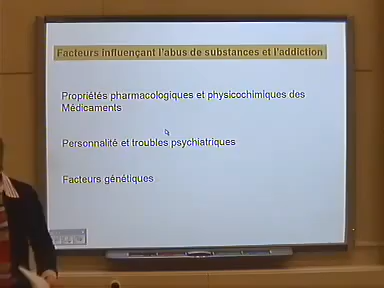 Facteurs influençant l'abus de substances et l'addiction
Propriétés pharmacologiques et physicochimiques des
Médicaments
Personnalité et troubles psychiatriques
Facteurs génétiques